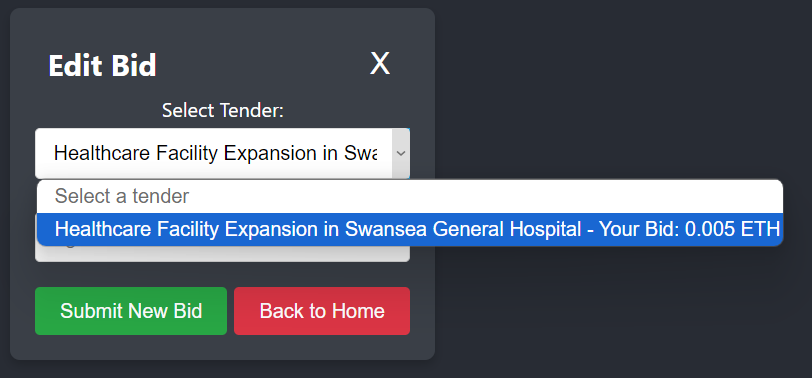 Edit Bid
X
Select Tender:
Healthcare Facility Expansion in Swa
Select a tender
Healthcare Facility Expansion in Swansea General Hospital - Your Bid: 0.005 ETH
Submit New Bid
Back to Home